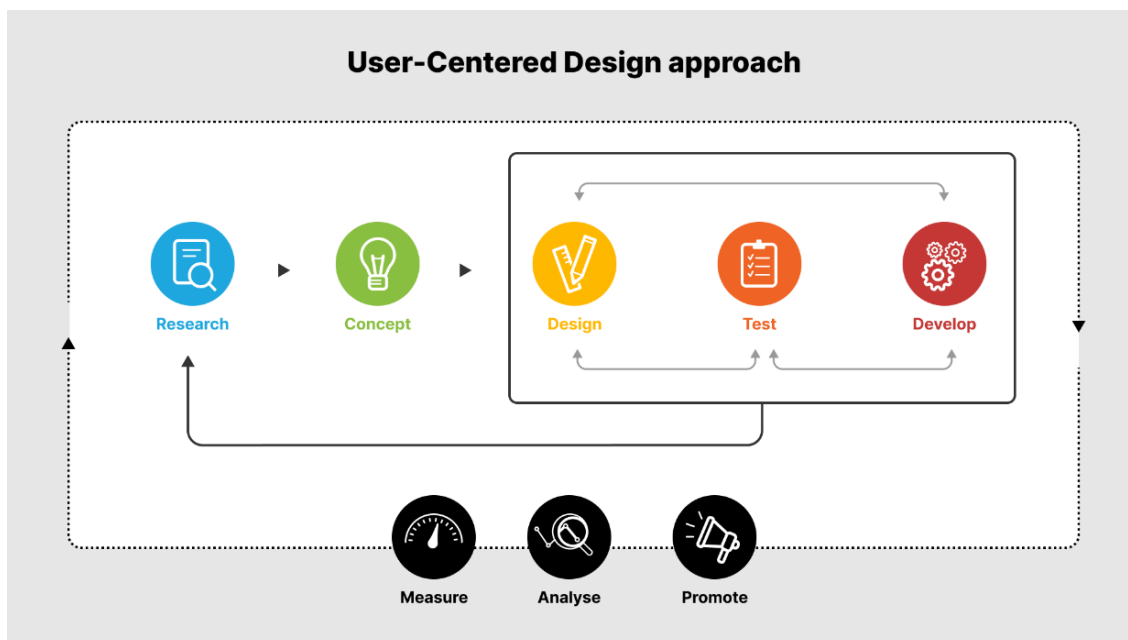 User-Centered Design approach
Research
Concept
Design
Test
Develop
Measure
Analyse
Promote